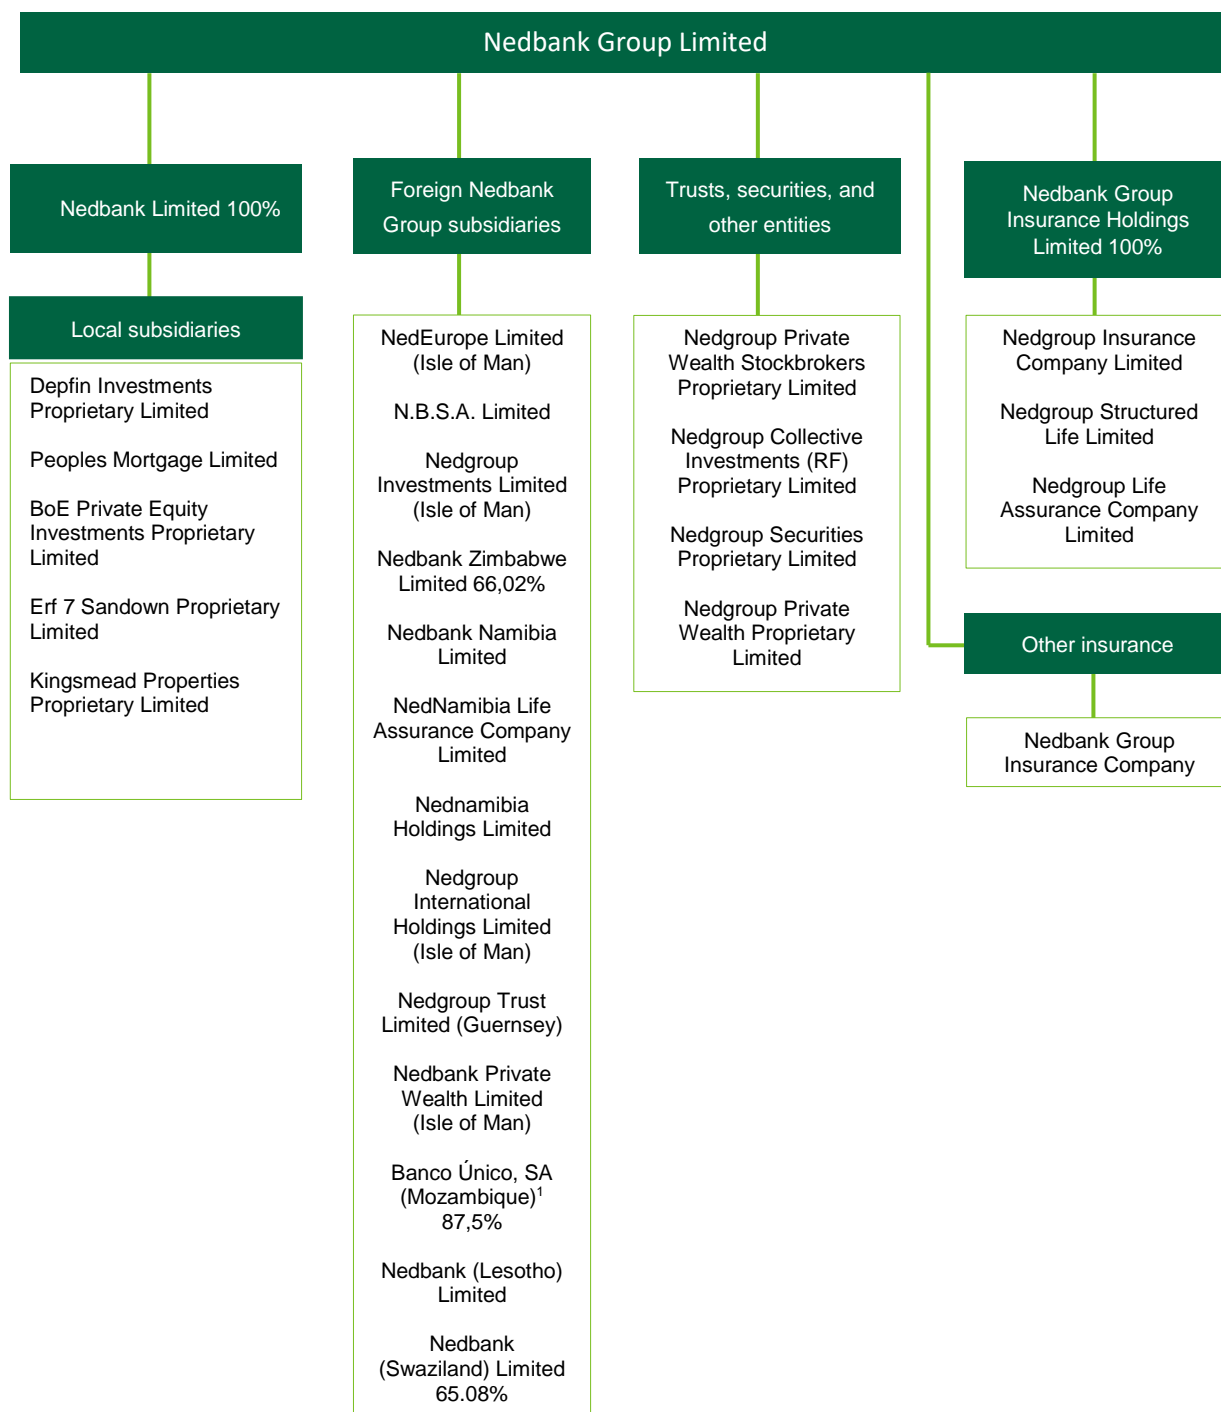 Nedbank Group Limited
Nedbank Limited 100%
Local subsidiaries
Depfin Investments
Proprietary Limited
Peoples Mortgage Limited
BoE Private Equity
Investments Proprietary
Limited
Erf 7 Sandown Proprietary
Limited
Kingsmead Properties
Proprietary Limited
Foreign Nedbank
Group subsidiaries
NedEurope Limited
(Isle of Man)
N.B.S.A. Limited
Nedgroup
Investments Limited
(Isle of Man)
Nedbank Zimbabwe
Limited 66,02%
Nedbank Namibia
Limited
NedNamibia Life
Assurance Company
Limited
Nednamibia
Holdings Limited
Nedgroup
International
Holdings Limited
(Isle of Man)
Nedgroup Trust
Limited (Guernsey)
Nedbank Private
Wealth Limited
(Isle of Man)
Banco Único, SA
(Mozambique)¹
87,5%
Nedbank (Lesotho)
Limited
Nedbank
(Swaziland) Limited
65.08%
Trusts, securities, and
other entities
Nedgroup Private
Wealth Stockbrokers
Proprietary Limited
Nedgroup Collective
Investments (RF)
Proprietary Limited
Nedgroup Securities
Proprietary Limited
Nedgroup Private
Wealth Proprietary
Limited
Nedbank Group
Insurance Holdings
Limited 100%
Nedgroup Insurance
Company Limited
Nedgroup Structured
Life Limited
Nedgroup Life
Assurance Company
Limited
Other insurance
Nedbank Group
Insurance Company